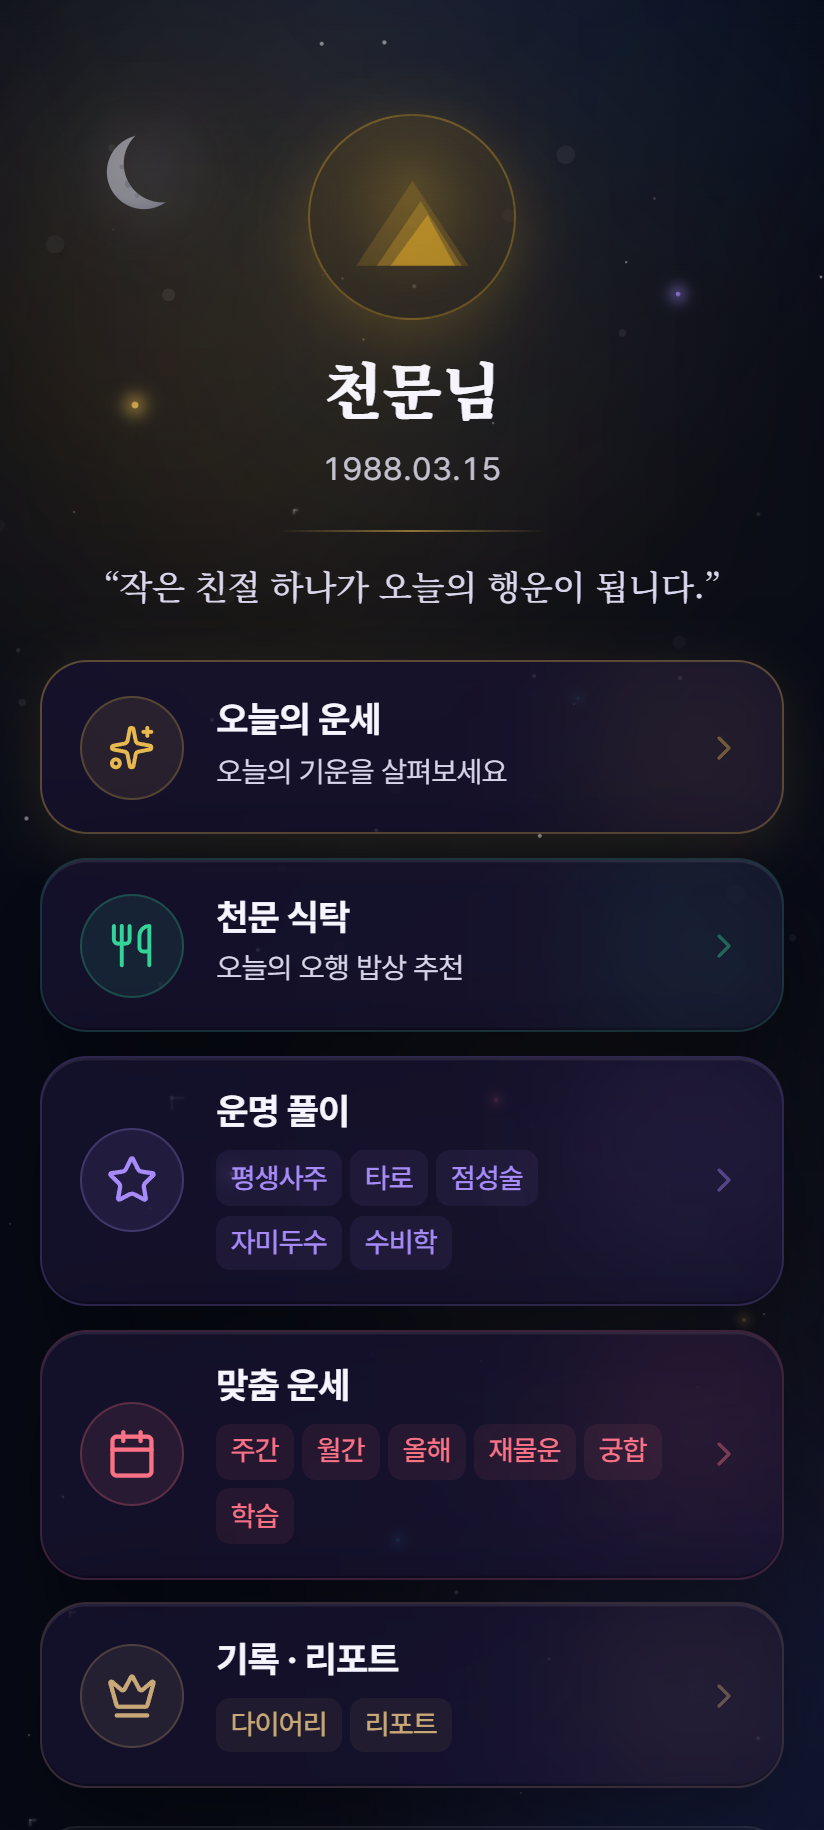 천문님
1988.03.15
“작은 친절 하나가 오늘의 행운이 됩니다.”
오늘의 운세
오늘의 기운을 살펴보세요
천문 식탁
오늘의 오행 밥상 추천
운명 풀이
평생사주 타로 점성술
자미두수 수비학
맞춤 운세
주간 월간 올해 재물운 궁합
학습
기록 · 리포트
다이어리 리포트